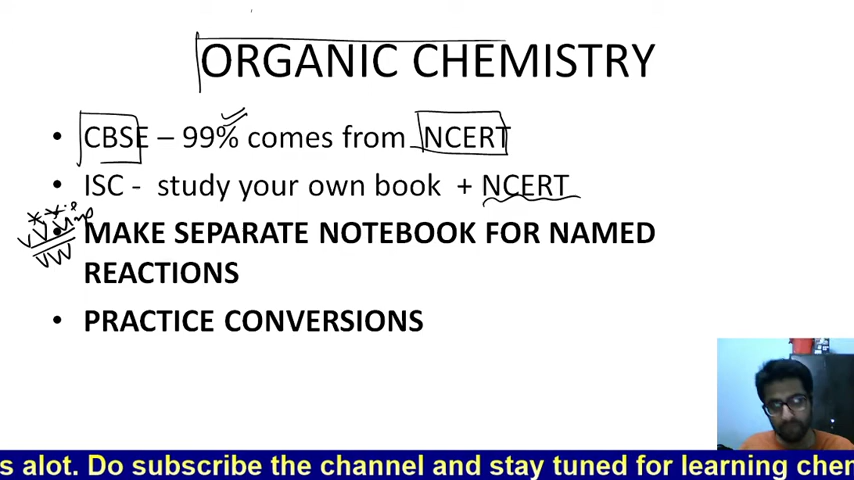 ORGANIC CHEMISTRY
• CBSE – 99% comes from NCERT
• ISC - study your own book + NCERT
• MAKE SEPARATE NOTEBOOK FOR NAMED
REACTIONS
• PRACTICE CONVERSIONS
s alot. Do subscribe the channel and stay tuned for learning cher